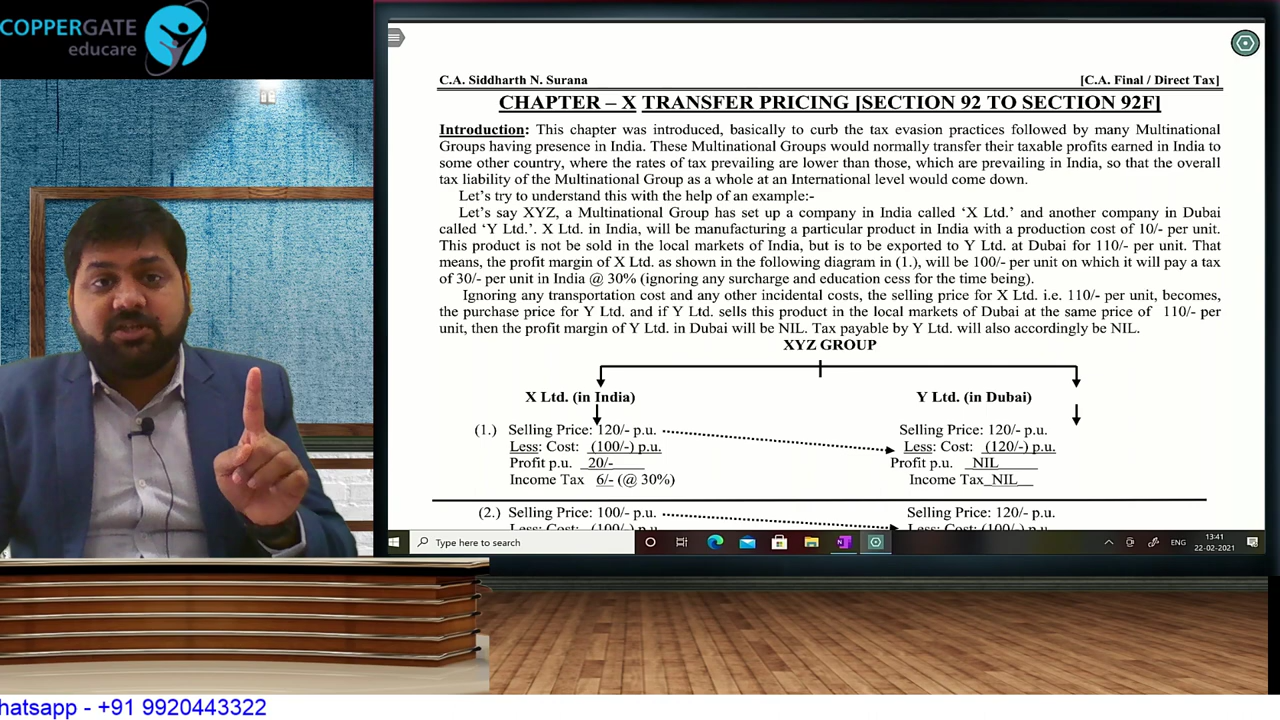 COPPERGATE
educare
C.A. Siddharth N. Surana [C.A. Final / Direct Tax]
CHAPTER – X TRANSFER PRICING [SECTION 92 TO SECTION 92F]
Introduction: This chapter was introduced, basically to curb the tax evasion practices followed by many Multinational
Groups having presence in India. These Multinational Groups would normally transfer their taxable profits earned in India to
some other country, where the rates of tax prevailing are lower than those, which are prevailing in India, so that the overall
tax liability of the Multinational Group as a whole at an International level would come down.
Let's try to understand this with the help of an example:-
Let's say XYZ, a Multinational Group has set up a company in India called 'X Ltd.' and another company in Dubai
called 'Y Ltd.'. X Ltd. in India, will be manufacturing a particular product in India with a production cost of 10/- per unit.
This product is not be sold in the local markets of India, but is to be exported to Y Ltd. at Dubai for 110/- per unit. That
means, the profit margin of X Ltd. as shown in the following diagram in (1.), will be 100/- per unit on which it will pay a tax
of 30/- per unit in India @ 30% (ignoring any surcharge and education cess for the time being).
Ignoring any transportation cost and any other incidental costs, the selling price for X Ltd. i.e. 110/- per unit, becomes,
the purchase price for Y Ltd. and if Y Ltd. sells this product in the local markets of Dubai at the same price of 110/- per
unit, then the profit margin of Y Ltd. in Dubai will be NIL. Tax payable by Y Ltd. will also accordingly be NIL.
XYZ GROUP
X Ltd. (in India) Y Ltd. (in Dubai)
(1.) Selling Price: 120/- p.u. Selling Price: 120/- p.u.
Less: Cost: (100/-) p.u. Less: Cost: (120/-) p.u.
Profit p.u. 20/- Profit p.u. NIL
Income Tax 6/- (@ 30%) Income Tax NIL
(2.) Selling Price: 100/- p.u. Selling Price: 120/- p.u.
Less: Cost: (100/-) p.u. Less: Cost: (100/-) p.u.
Type here to search
ENG
13:41
22-02-2021
hatsapp - +91 9920443322